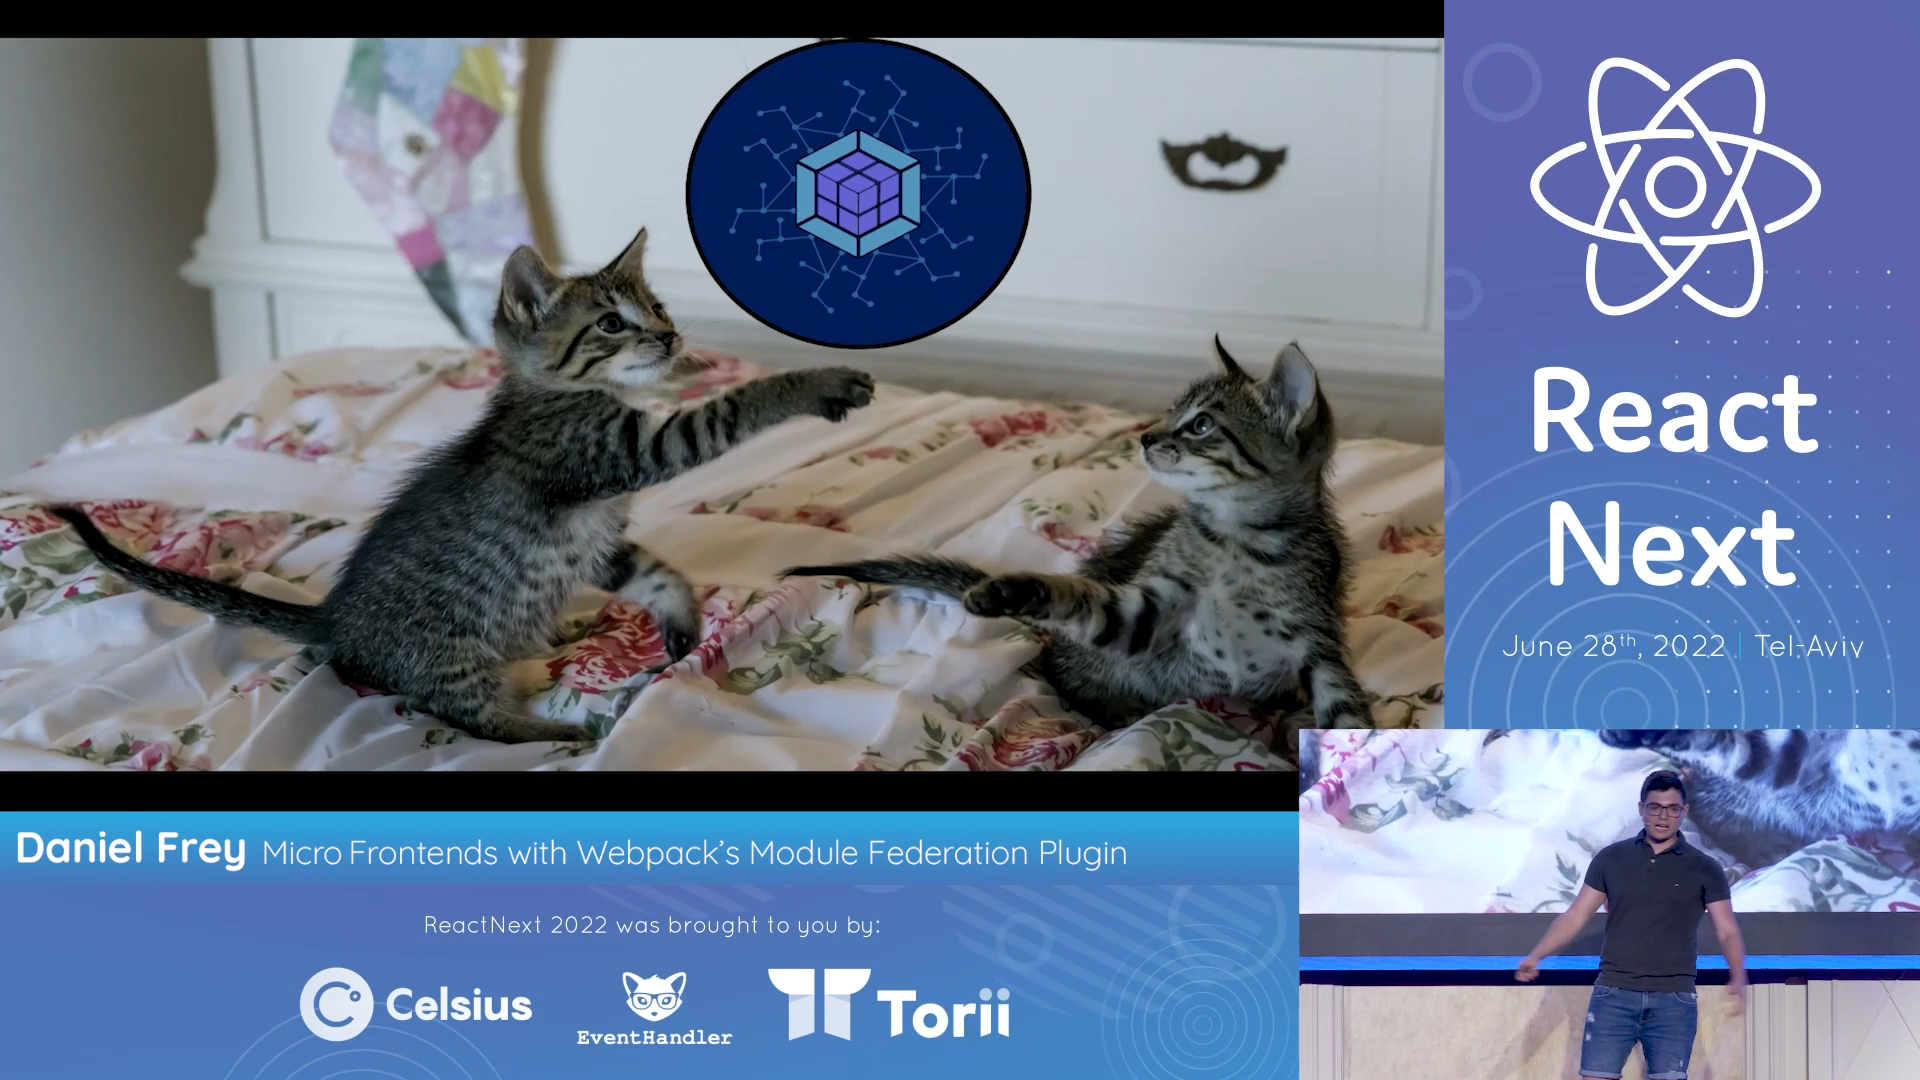 React
Next
June 28th, 2022 | Tel-Aviv
Daniel Frey Micro Frontends with Webpack's Module Federation Plugin
ReactNext 2022 was brought to you by:
Celsius
EventHandler
Torii